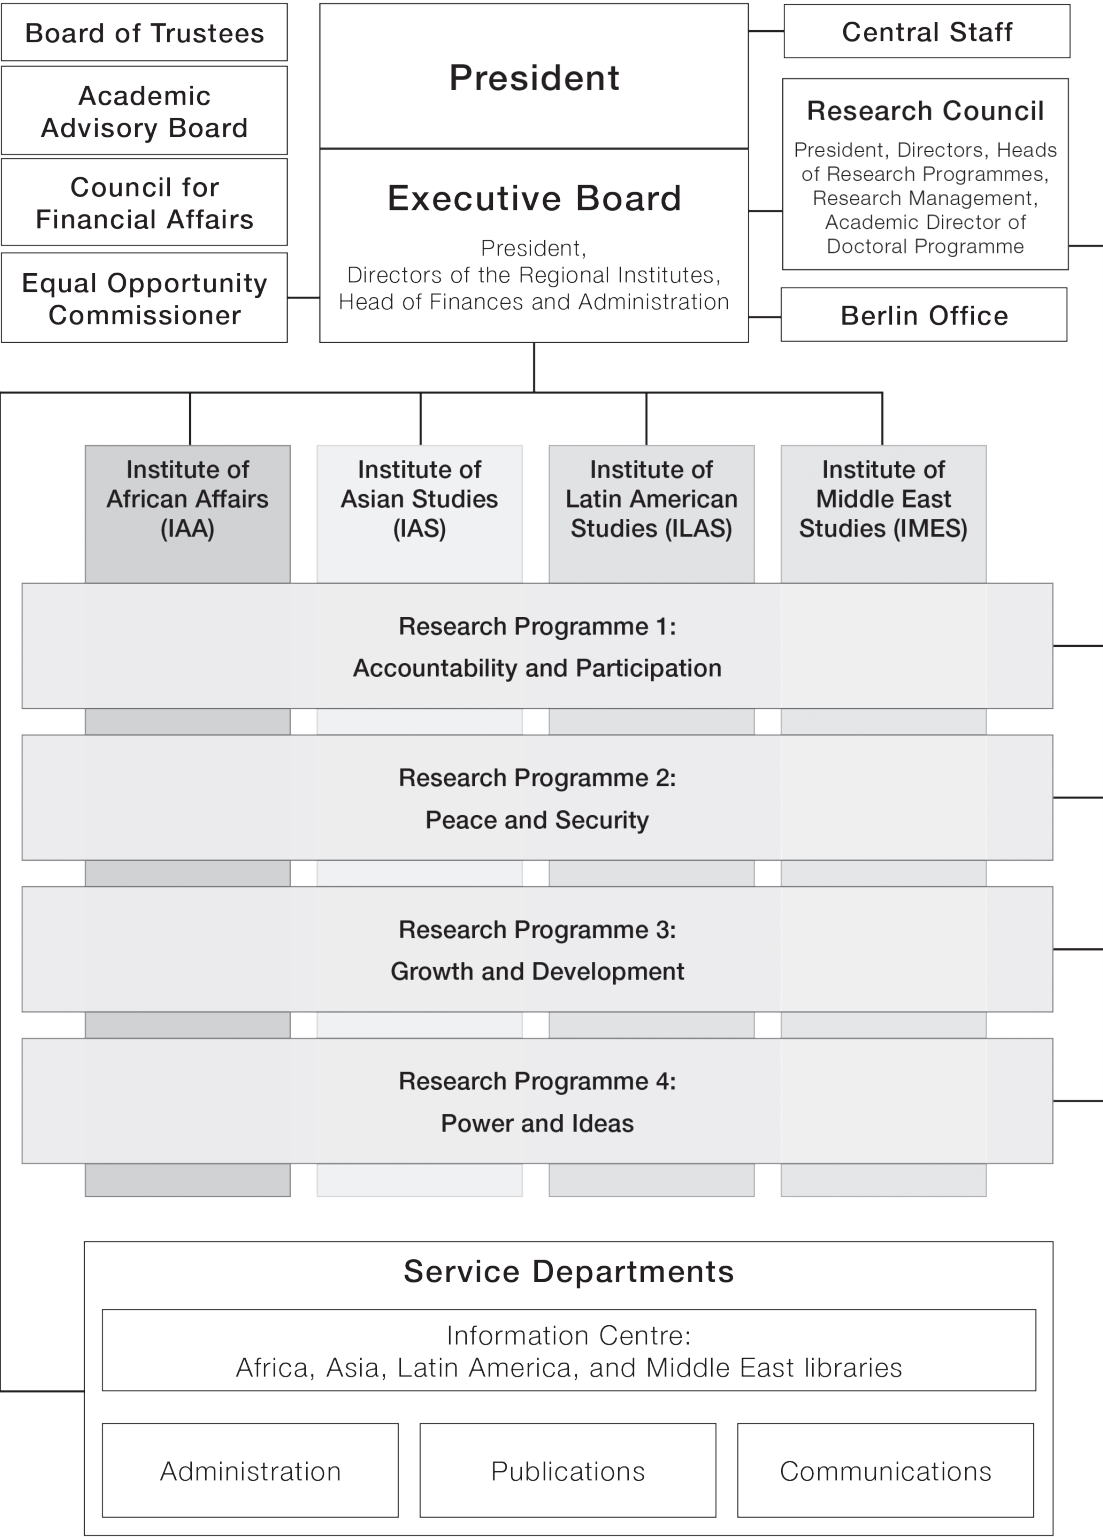 Board of Trustees
Academic
Advisory Board
Council for
Financial Affairs
Equal Opportunity
Commissioner
President
Executive Board
President,
Directors of the Regional Institutes,
Head of Finances and Administration
Central Staff
Research Council
President, Directors, Heads
of Research Programmes,
Research Management,
Academic Director of
Doctoral Programme
Berlin Office
Institute of
African Affairs
(IAA)
Institute of
Asian Studies
(IAS)
Institute of
Latin American
Studies (ILAS)
Institute of
Middle East
Studies (IMES)
Research Programme 1:
Accountability and Participation
Research Programme 2:
Peace and Security
Research Programme 3:
Growth and Development
Research Programme 4:
Power and Ideas
Service Departments
Information Centre:
Africa, Asia, Latin America, and Middle East libraries
Administration
Publications
Communications